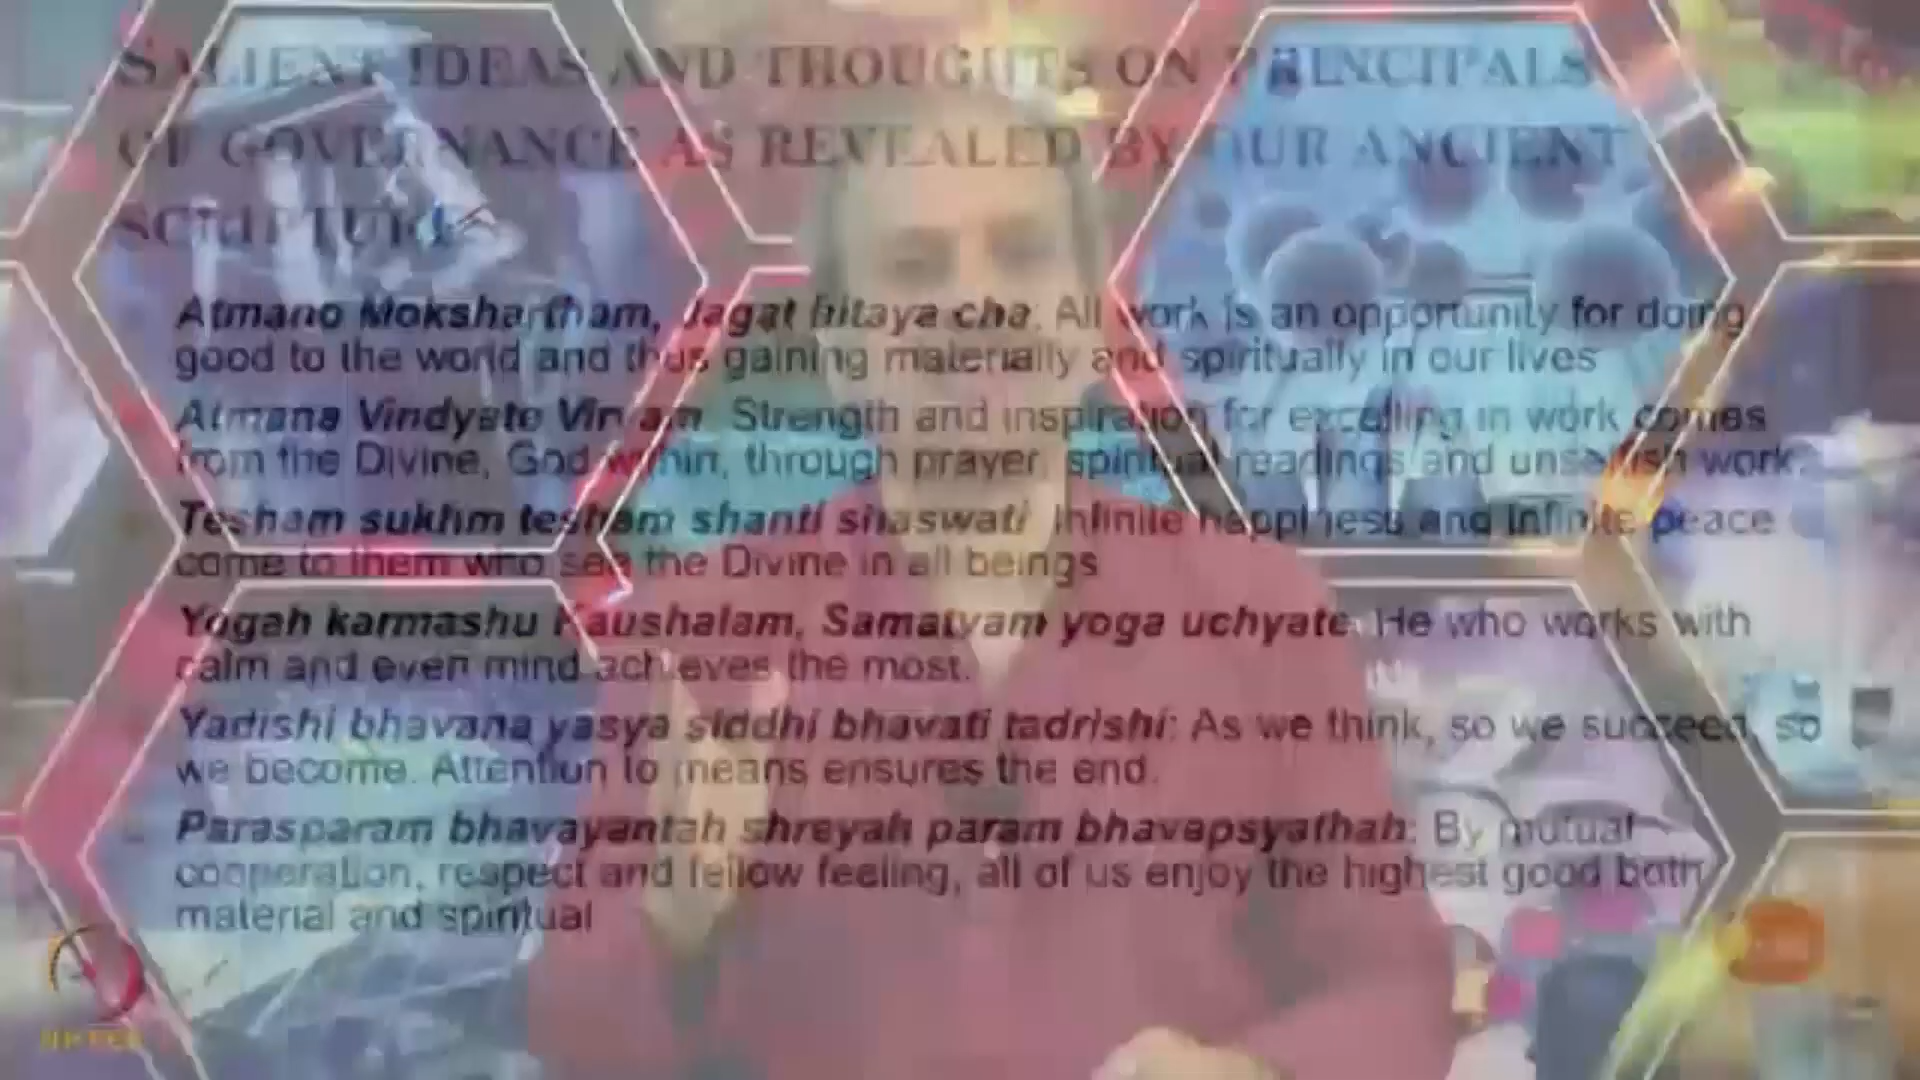 SALIENT IDEAS AND THOUGHTS ON PRINCIPALS
OF GOVERNANCE AS REVEALED BY OUR ANCIENT
SCRIPTURES
Atmano Mokshartham, Jagat hitaya cha: All work is an opportunity for doing
good to the world and thus gaining materially and spiritually in our lives
Atmana Vindyate Viryam: Strength and inspiration for excelling in work comes
from the Divine, God within, through prayer, spiritual readings and unselfish work.
Tesham sukhm tesham shanti shaswati: Infinite happiness and infinite peace
come to them who see the Divine in all beings
Yogah karmashu Kaushalam, Samatvam yoga uchyate: He who works with
calm and even mind achieves the most.
Yadishi bhavana yasya siddhi bhavati tadrishi: As we think, so we succeed, so
we become. Attention to means ensures the end.
Parasparam bhavayantah shreyah param bhavapsyathah: By mutual
cooperation, respect and fellow feeling, all of us enjoy the highest good both
material and spiritual
NPTEL